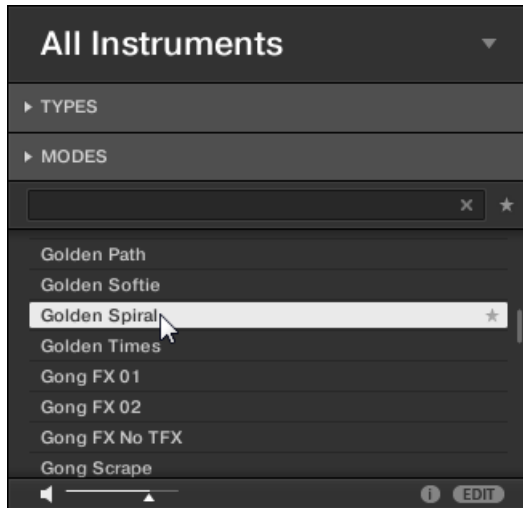 All Instruments
TYPES
MODES
Golden Path
Golden Softie
Golden Spiral
Golden Times
Gong FX 01
Gong FX 02
Gong FX No TFX
Gong Scrape
i EDIT